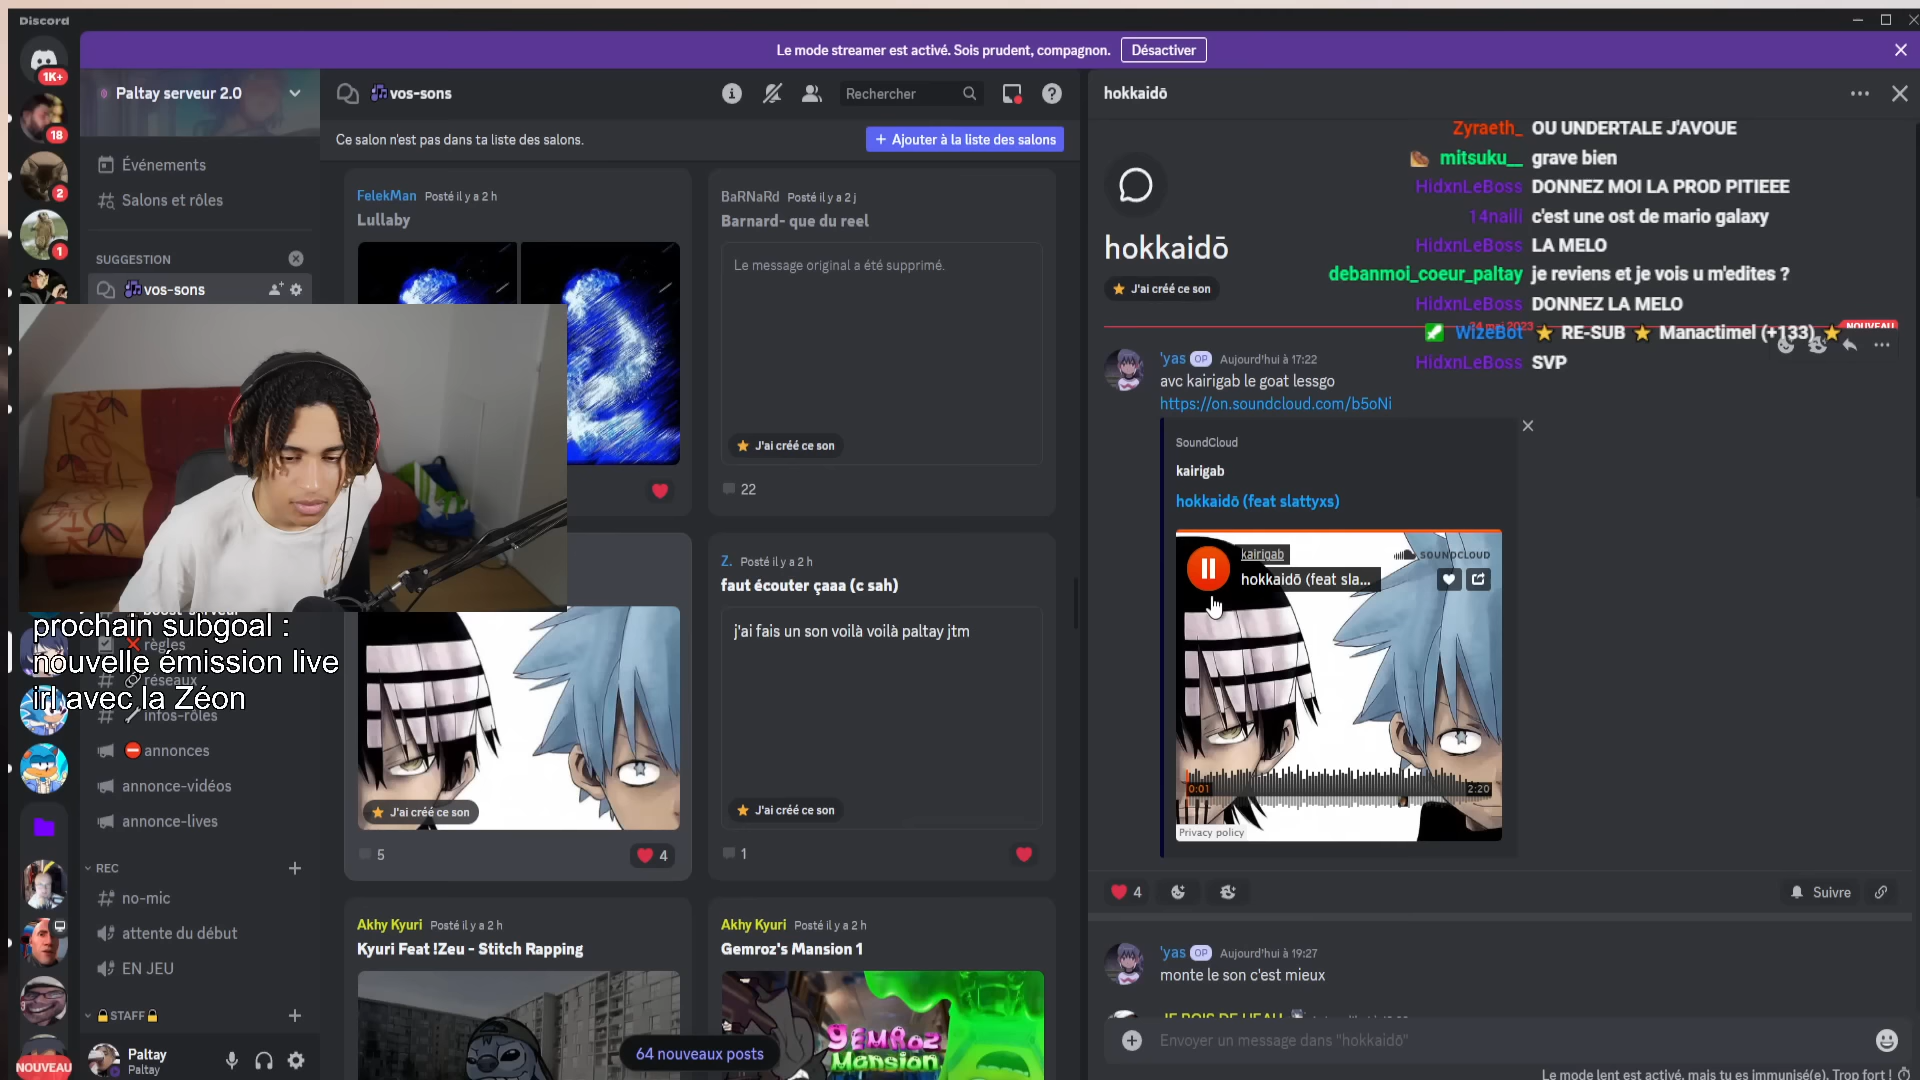 Discord
Le mode streamer est activé. Sois prudent, compagnon.
Désactiver
1K+
18
2
1
NOUVEAU
Paltay serveur 2.0
Événements
Salons et rôles
SUGGESTION
vos-sons
prochain subgoal :
nouvelle émission live
irl avec la Zéon
règles
réseaux
infos-rôles
annonces
annonce-vidéos
annonce-lives
REC
no-mic
attente du début
EN JEU
STAFF
Paltay
Paltay
vos-sons
Rechercher
Ce salon n'est pas dans ta liste des salons.
+ Ajouter à la liste des salons
FelekMan Posté il y a 2 h
Lullaby
BaRNaRd Posté il y a 2 j
Barnard- que du reel
Le message original a été supprimé.
J'ai créé ce son
22
J'ai créé ce son
5
4
Z. Posté il y a 2 h
faut écouter çaaa (c sah)
j'ai fais un son voilà voilà paltay jtm
J'ai créé ce son
1
Akhy Kyuri Posté il y a 2 h
Kyuri Feat !Zeu - Stitch Rapping
Akhy Kyuri Posté il y a 2 h
Gemroz's Mansion 1
GEMROZ
Mansion
64 nouveaux posts
hokkaidō
hokkaidō
J'ai créé ce son
Zyraeth_ OU UNDERTALE J'AVOUE
mitsuku__ grave bien
HidxnLeBoss DONNEZ MOI LA PROD PITIEEE
14naili c'est une ost de mario galaxy
HidxnLeBoss LA MELO
debanmoi_coeur_paltay je reviens et je vois u m'edites ?
HidxnLeBoss DONNEZ LA MELO
WizeBot RE-SUB Manactimel (+133)
HidxnLeBoss SVP
24 mai 2023
NOUVEAU
'yas OP Aujourd'hui à 17:22
avc kairigab le goat lessgo
https://on.soundcloud.com/b5oNi
SoundCloud
kairigab
hokkaidō (feat slattyxs)
kairigab
hokkaidō (feat sla...
SOUNDCLOUD
0:01
2:20
Privacy policy
4
Suivre
'yas OP Aujourd'hui à 19:27
monte le son c'est mieux
Envoyer un message dans "hokkaidō"
Le mode lent est activé, mais tu es immunisé(e). Trop fort !